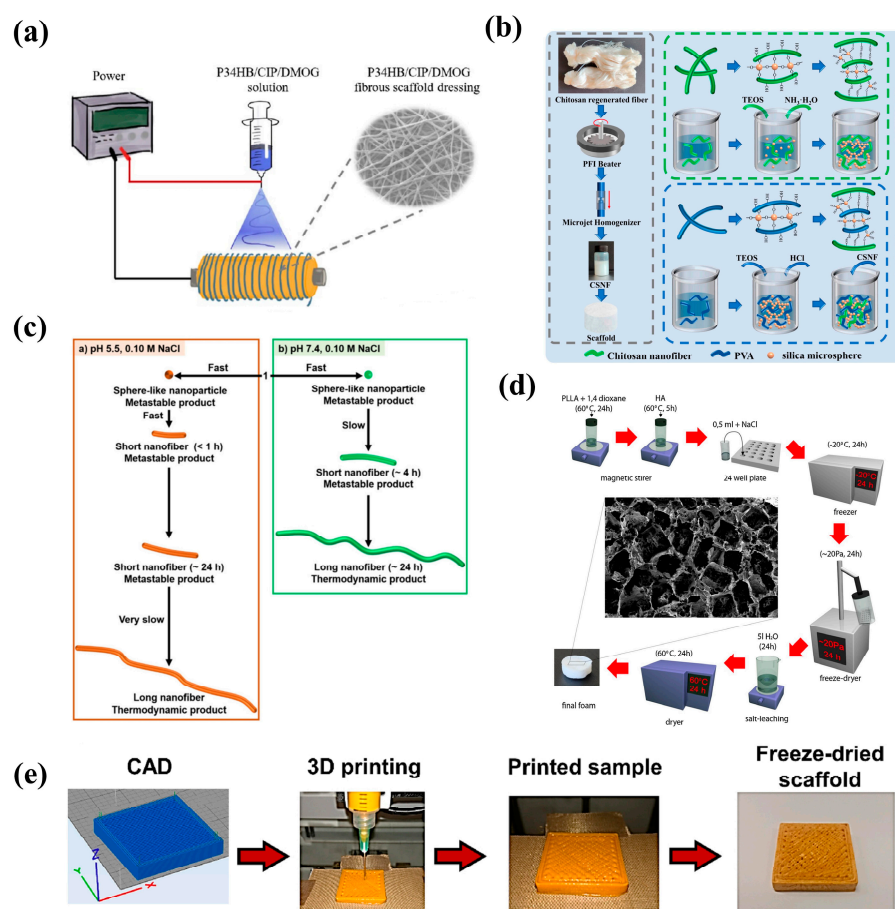 (a)
Power
P34HB/CIP/DMOG
solution
P34HB/CIP/DMOG
fibrous scaffold dressing
(b)
Chitosan regenerated fiber
PFI Beater
Microjet Homogenizer
CSNF
Scaffold
TEOS
NH3·H2O
TEOS
HCl
CSNF
Chitosan nanofiber
PVA
silica microsphere
(c)
a) pH 5.5, 0.10 M NaCl
b) pH 7.4, 0.10 M NaCl
Fast
1
Fast
Sphere-like nanoparticle
Metastable product
Fast
Short nanofiber (< 1 h)
Metastable product
Short nanofiber (~ 24 h)
Metastable product
Very slow
Long nanofiber
Thermodynamic product
Sphere-like nanoparticle
Metastable product
Slow
Short nanofiber (~ 4 h)
Metastable product
Long nanofiber (~ 24 h)
Thermodynamic product
(d)
PLLA + 1,4 dioxane
(60°C, 24h)
HA
(60°C, 5h)
magnetic stirer
0,5 ml + NaCl
24 well plate
(-20°C, 24h)
-20°C
24 h
freezer
(~20Pa, 24h)
~20Pa
24 h
freeze-dryer
5l H2O
(24h)
salt-leaching
(60°C, 24h)
60°C
24 h
dryer
final foam
(e)
CAD
3D printing
Printed sample
Freeze-dried
scaffold
X
Y
Z